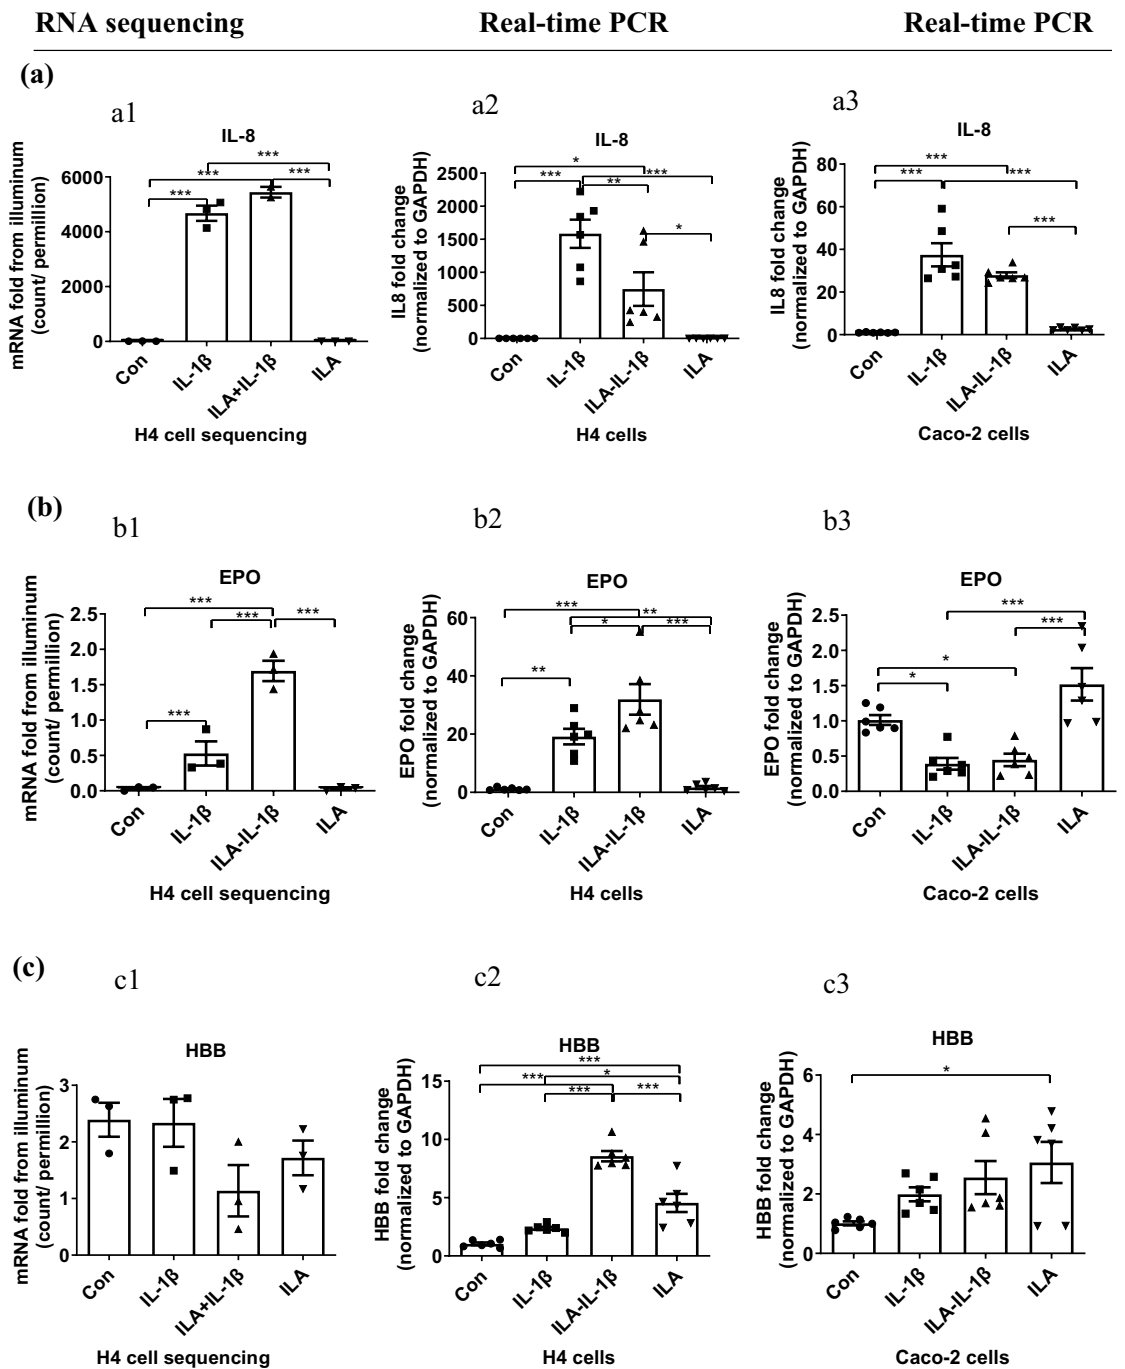 RNA sequencing Real-time PCR Real-time PCR
(a)
a1 a2 a3
IL-8
mRNA fold from illuminum
(count/ permillion)
6000
4000
2000
0
***
***
***
***
Con IL-1β ILA+IL-1β ILA
H4 cell sequencing
IL-8
IL8 fold change
(normalized to GAPDH)
2500
2000
1500
1000
500
0
*
***
***
**
*
Con IL-1β ILA-IL-1β ILA
H4 cells
IL-8
IL8 fold change
(normalized to GAPDH)
80
60
40
20
0
***
***
***
***
Con IL-1β ILA-IL-1β ILA
Caco-2 cells
(b)
b1 b2 b3
EPO
mRNA fold from illuminum
(count/ permillion)
2.5
2.0
1.5
1.0
0.5
0.0
***
***
***
***
Con IL-1β ILA-IL-1β ILA
H4 cell sequencing
EPO
EPO fold change
(normalized to GAPDH)
60
40
20
0
***
**
*
***
**
Con IL-1β ILA-IL-1β ILA
H4 cells
EPO
EPO fold change
(normalized to GAPDH)
2.5
2.0
1.5
1.0
0.5
0.0
***
***
*
*
Con IL-1β ILA-IL-1β ILA
Caco-2 cells
(c)
c1 c2 c3
HBB
mRNA fold from illuminum
(count/ permillion)
3
2
1
0
Con IL-1β ILA+IL-1β ILA
H4 cell sequencing
HBB
HBB fold change
(normalized to GAPDH)
15
10
5
0
***
*
***
***
***
Con IL-1β ILA-IL-1β ILA
H4 cells
HBB
HBB fold change
(normalized to GAPDH)
6
4
2
0
*
Con IL-1β ILA-IL-1β ILA
Caco-2 cells